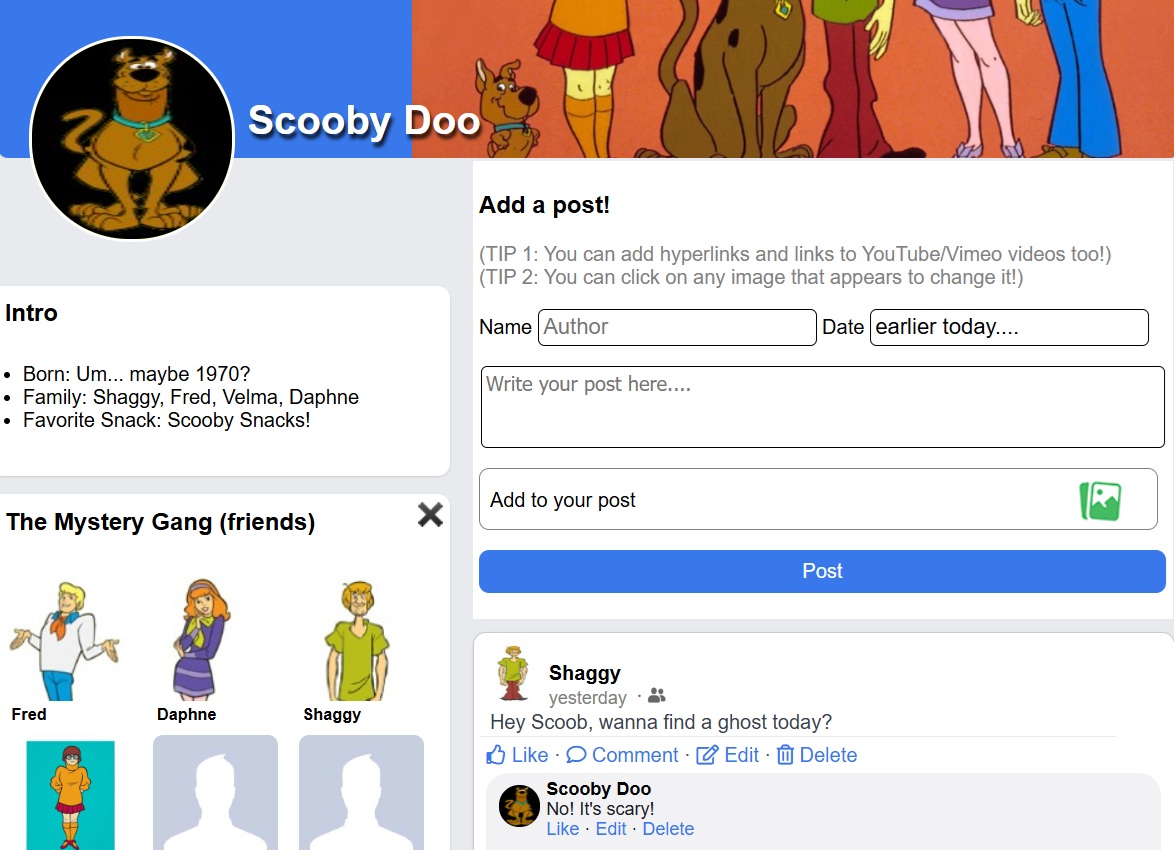 Scooby Doo
Intro
Born: Um... maybe 1970?
Family: Shaggy, Fred, Velma, Daphne
Favorite Snack: Scooby Snacks!
The Mystery Gang (friends)
Fred
Daphne
Shaggy
Add a post!
(TIP 1: You can add hyperlinks and links to YouTube/Vimeo videos too!)
(TIP 2: You can click on any image that appears to change it!)
Name Author Date earlier today....
Write your post here....
Add to your post
Post
Shaggy
yesterday ·
Hey Scoob, wanna find a ghost today?
Like · Comment · Edit · Delete
Scooby Doo
No! It's scary!
Like · Edit · Delete